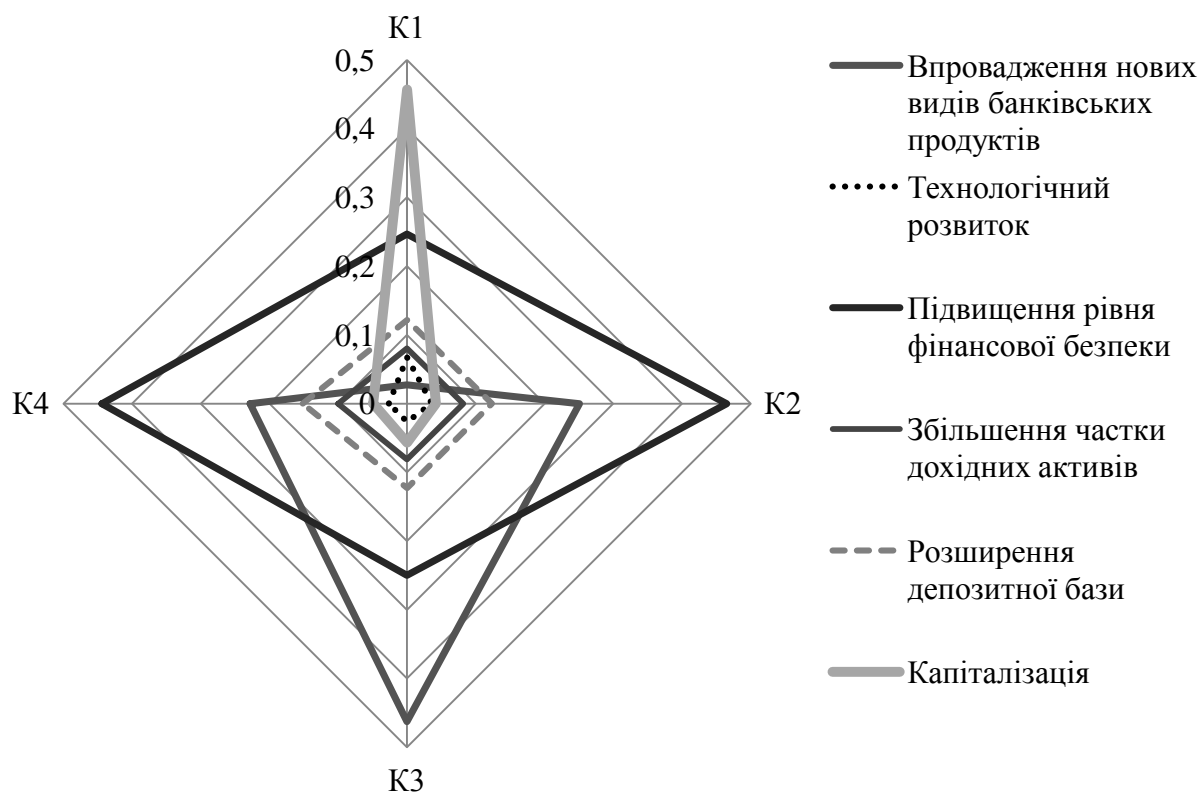 К1
0,5
0,4
0,3
0,2
0,1
0
К4
К2
К3
Впровадження нових
видів банківських
продуктів
Технологічний
розвиток
Підвищення рівня
фінансової безпеки
Збільшення частки
дохідних активів
Розширення
депозитної бази
Капіталізація